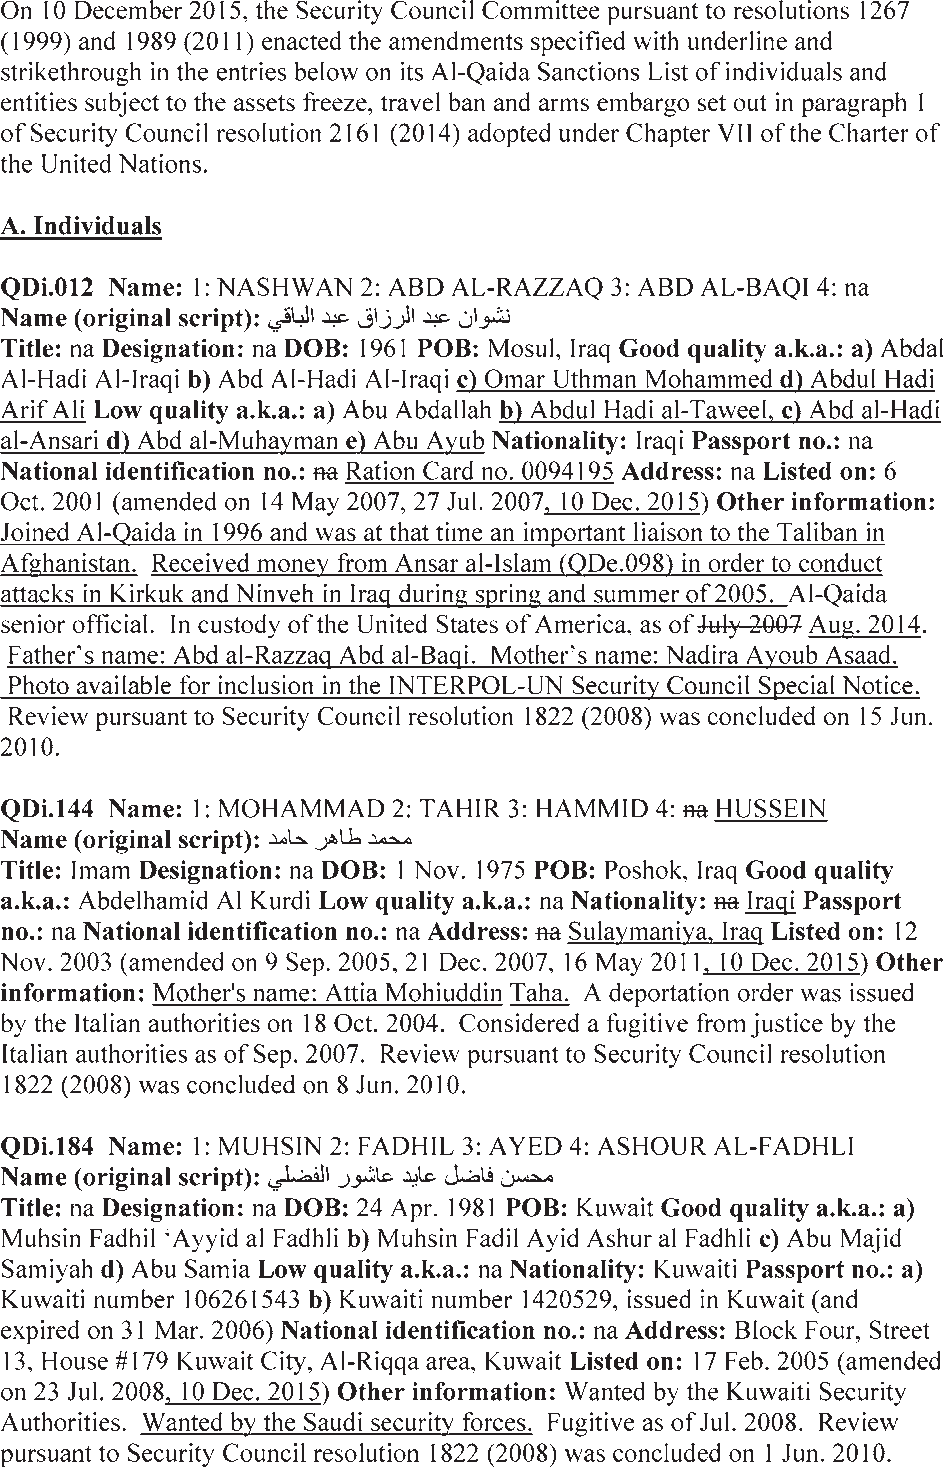 On 10 December 2015, the Security Council Committee pursuant to resolutions 1267
(1999) and 1989 (2011) enacted the amendments specified with underline and
strikethrough in the entries below on its Al-Qaida Sanctions List of individuals and
entities subject to the assets freeze, travel ban and arms embargo set out in paragraph 1
of Security Council resolution 2161 (2014) adopted under Chapter VII of the Charter of
the United Nations.
A. Individuals
QDi.012 Name: 1: NASHWAN 2: ABD AL-RAZZAQ 3: ABD AL-BAQI 4: na
Name (original script): نشوان عبد الرزاق عبد الباقي
Title: na Designation: na DOB: 1961 POB: Mosul, Iraq Good quality a.k.a.: a) Abdal
Al-Hadi Al-Iraqi b) Abd Al-Hadi Al-Iraqi c) Omar Uthman Mohammed d) Abdul Hadi
Arif Ali Low quality a.k.a.: a) Abu Abdallah b) Abdul Hadi al-Taweel, c) Abd al-Hadi
al-Ansari d) Abd al-Muhayman e) Abu Ayub Nationality: Iraqi Passport no.: na
National identification no.: na Ration Card no. 0094195 Address: na Listed on: 6
Oct. 2001 (amended on 14 May 2007, 27 Jul. 2007, 10 Dec. 2015) Other information:
Joined Al-Qaida in 1996 and was at that time an important liaison to the Taliban in
Afghanistan. Received money from Ansar al-Islam (QDe.098) in order to conduct
attacks in Kirkuk and Ninveh in Iraq during spring and summer of 2005. Al-Qaida
senior official. In custody of the United States of America, as of July 2007 Aug. 2014.
Father's name: Abd al-Razzaq Abd al-Baqi. Mother's name: Nadira Ayoub Asaad.
Photo available for inclusion in the INTERPOL-UN Security Council Special Notice.
Review pursuant to Security Council resolution 1822 (2008) was concluded on 15 Jun.
2010.
QDi.144 Name: 1: MOHAMMAD 2: TAHIR 3: HAMMID 4: na HUSSEIN
Name (original script): محمد طاهر حامد
Title: Imam Designation: na DOB: 1 Nov. 1975 POB: Poshok, Iraq Good quality
a.k.a.: Abdelhamid Al Kurdi Low quality a.k.a.: na Nationality: na Iraqi Passport
no.: na National identification no.: na Address: na Sulaymaniya, Iraq Listed on: 12
Nov. 2003 (amended on 9 Sep. 2005, 21 Dec. 2007, 16 May 2011, 10 Dec. 2015) Other
information: Mother's name: Attia Mohiuddin Taha. A deportation order was issued
by the Italian authorities on 18 Oct. 2004. Considered a fugitive from justice by the
Italian authorities as of Sep. 2007. Review pursuant to Security Council resolution
1822 (2008) was concluded on 8 Jun. 2010.
QDi.184 Name: 1: MUHSIN 2: FADHIL 3: AYED 4: ASHOUR AL-FADHLI
Name (original script): محسن فاضل عايد عاشور الفضلي
Title: na Designation: na DOB: 24 Apr. 1981 POB: Kuwait Good quality a.k.a.: a)
Muhsin Fadhil ‘Ayyid al Fadhli b) Muhsin Fadil Ayid Ashur al Fadhli c) Abu Majid
Samiyah d) Abu Samia Low quality a.k.a.: na Nationality: Kuwaiti Passport no.: a)
Kuwaiti number 106261543 b) Kuwaiti number 1420529, issued in Kuwait (and
expired on 31 Mar. 2006) National identification no.: na Address: Block Four, Street
13, House #179 Kuwait City, Al-Riqqa area, Kuwait Listed on: 17 Feb. 2005 (amended
on 23 Jul. 2008, 10 Dec. 2015) Other information: Wanted by the Kuwaiti Security
Authorities. Wanted by the Saudi security forces. Fugitive as of Jul. 2008. Review
pursuant to Security Council resolution 1822 (2008) was concluded on 1 Jun. 2010.